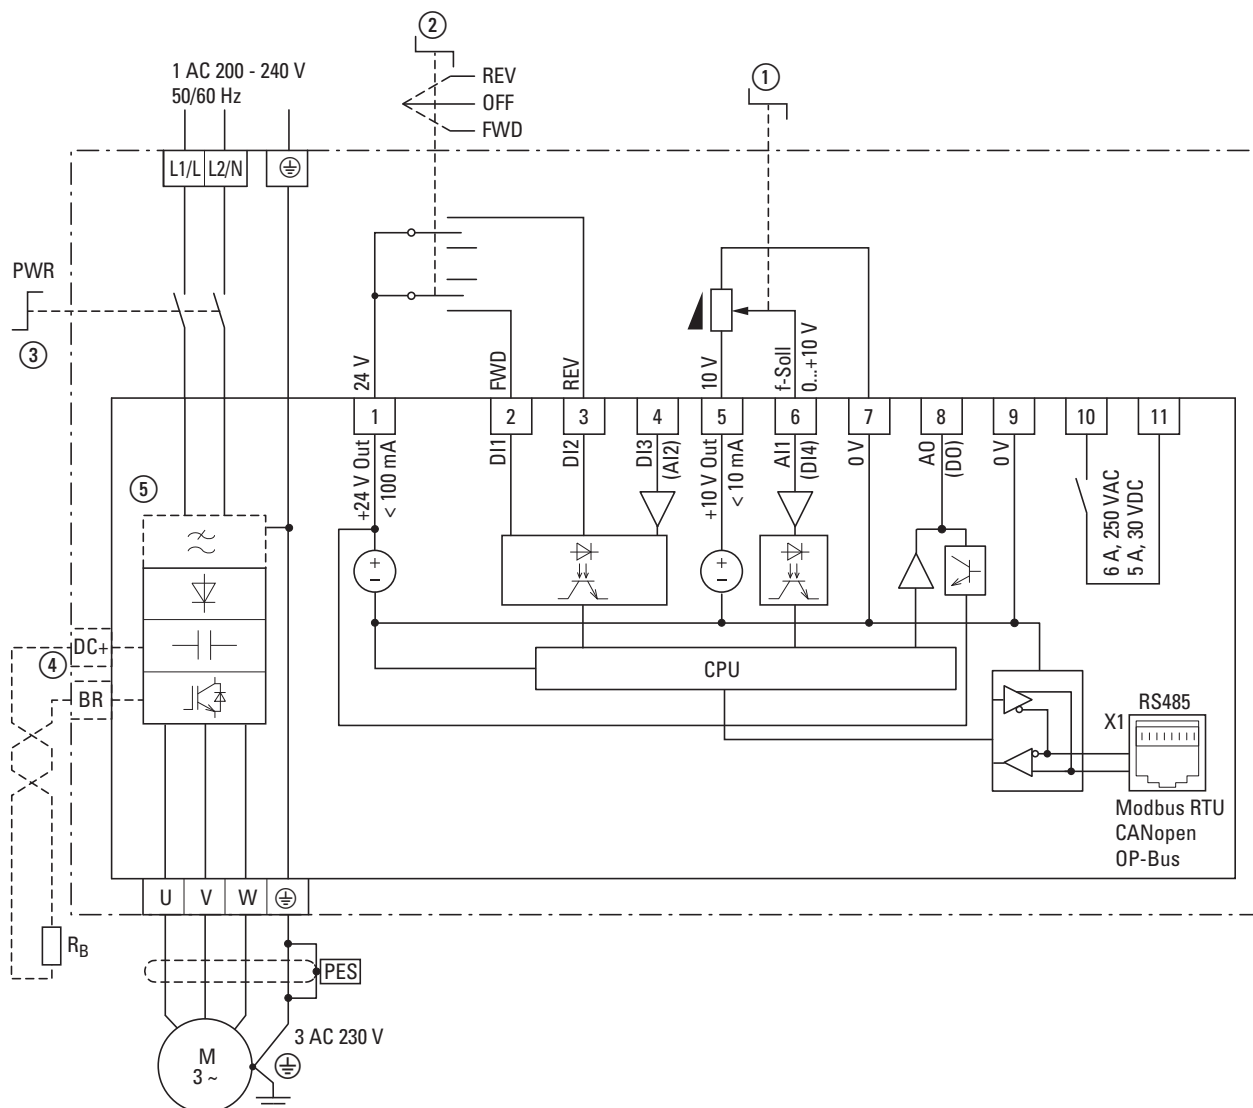 2
1 AC 200 - 240 V
50/60 Hz
REV
OFF
FWD
1
L1/L
L2/N
PWR
3
24 V
FWD
REV
10 V
f-Soll
0...+10 V
1
2
3
4
5
6
7
8
9
10
11
+24 V Out
< 100 mA
DI1
DI2
DI3
(AI2)
+10 V Out
< 10 mA
AI1
(DI4)
0 V
AO
(DO)
0 V
6 A, 250 VAC
5 A, 30 VDC
5
+
-
+
-
DC+
4
BR
CPU
RS485
X1
Modbus RTU
CANopen
OP-Bus
U
V
W
RB
PES
3 AC 230 V
M
3 ~